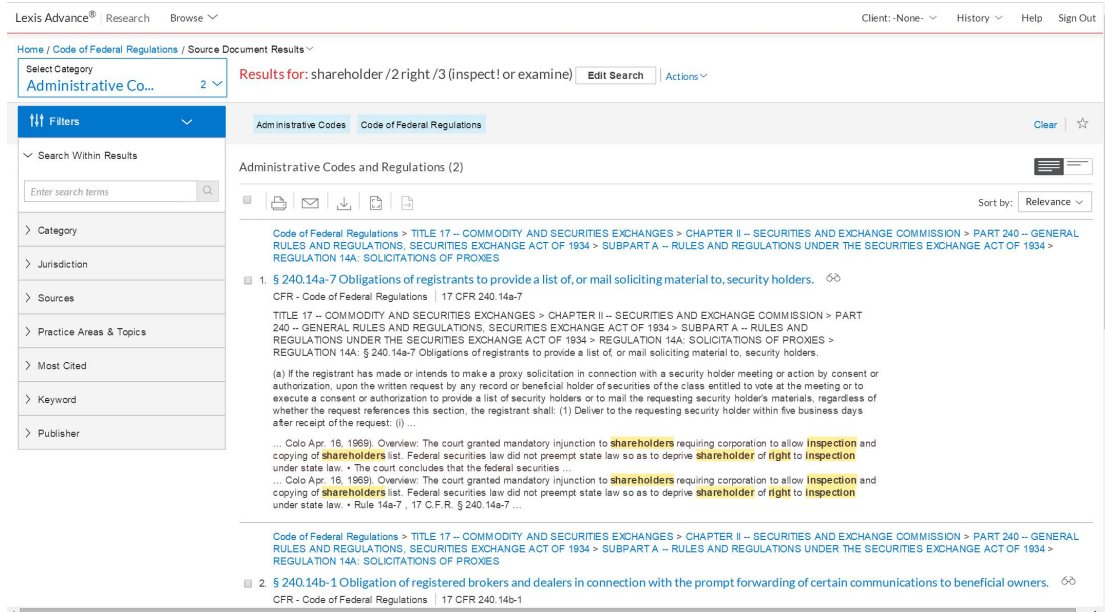 Lexis Advance® Research Browse Client: -None- History Help Sign Out
Home / Code of Federal Regulations / Source Document Results
Select Category
Administrative Co... 2
Results for: shareholder /2 right /3 (inspect! or examine) Edit Search Actions
Filters
Administrative Codes Code of Federal Regulations Clear
Search Within Results
Enter search terms
Category
Jurisdiction
Sources
Practice Areas & Topics
Most Cited
Keyword
Publisher
Administrative Codes and Regulations (2)
Sort by: Relevance
Code of Federal Regulations > TITLE 17 -- COMMODITY AND SECURITIES EXCHANGES > CHAPTER II -- SECURITIES AND EXCHANGE COMMISSION > PART 240 -- GENERAL
RULES AND REGULATIONS, SECURITIES EXCHANGE ACT OF 1934 > SUBPART A -- RULES AND REGULATIONS UNDER THE SECURITIES EXCHANGE ACT OF 1934 >
REGULATION 14A: SOLICITATIONS OF PROXIES
1. § 240.14a-7 Obligations of registrants to provide a list of, or mail soliciting material to, security holders.
CFR - Code of Federal Regulations 17 CFR 240.14a-7
TITLE 17 -- COMMODITY AND SECURITIES EXCHANGES > CHAPTER II -- SECURITIES AND EXCHANGE COMMISSION > PART
240 -- GENERAL RULES AND REGULATIONS, SECURITIES EXCHANGE ACT OF 1934 > SUBPART A -- RULES AND
REGULATIONS UNDER THE SECURITIES EXCHANGE ACT OF 1934 > REGULATION 14A: SOLICITATIONS OF PROXIES >
REGULATION 14A: § 240.14a-7 Obligations of registrants to provide a list of, or mail soliciting material to, security holders.
(a) If the registrant has made or intends to make a proxy solicitation in connection with a security holder meeting or action by consent or
authorization, upon the written request by any record or beneficial holder of securities of the class entitled to vote at the meeting or to
execute a consent or authorization to provide a list of security holders or to mail the requesting security holder's materials, regardless of
whether the request references this section, the registrant shall: (1) Deliver to the requesting security holder within five business days
after receipt of the request: (i) ...
... Colo Apr. 16, 1969). Overview: The court granted mandatory injunction to shareholders requiring corporation to allow inspection and
copying of shareholders list. Federal securities law did not preempt state law so as to deprive shareholder of right to inspection
under state law. • The court concludes that the federal securities ...
... Colo Apr. 16, 1969). Overview: The court granted mandatory injunction to shareholders requiring corporation to allow inspection and
copying of shareholders list. Federal securities law did not preempt state law so as to deprive shareholder of right to inspection
under state law. • Rule 14a-7 , 17 C.F.R. § 240.14a-7 ...
Code of Federal Regulations > TITLE 17 -- COMMODITY AND SECURITIES EXCHANGES > CHAPTER II -- SECURITIES AND EXCHANGE COMMISSION > PART 240 -- GENERAL
RULES AND REGULATIONS, SECURITIES EXCHANGE ACT OF 1934 > SUBPART A -- RULES AND REGULATIONS UNDER THE SECURITIES EXCHANGE ACT OF 1934 >
REGULATION 14A: SOLICITATIONS OF PROXIES
2. § 240.14b-1 Obligation of registered brokers and dealers in connection with the prompt forwarding of certain communications to beneficial owners.
CFR - Code of Federal Regulations 17 CFR 240.14b-1